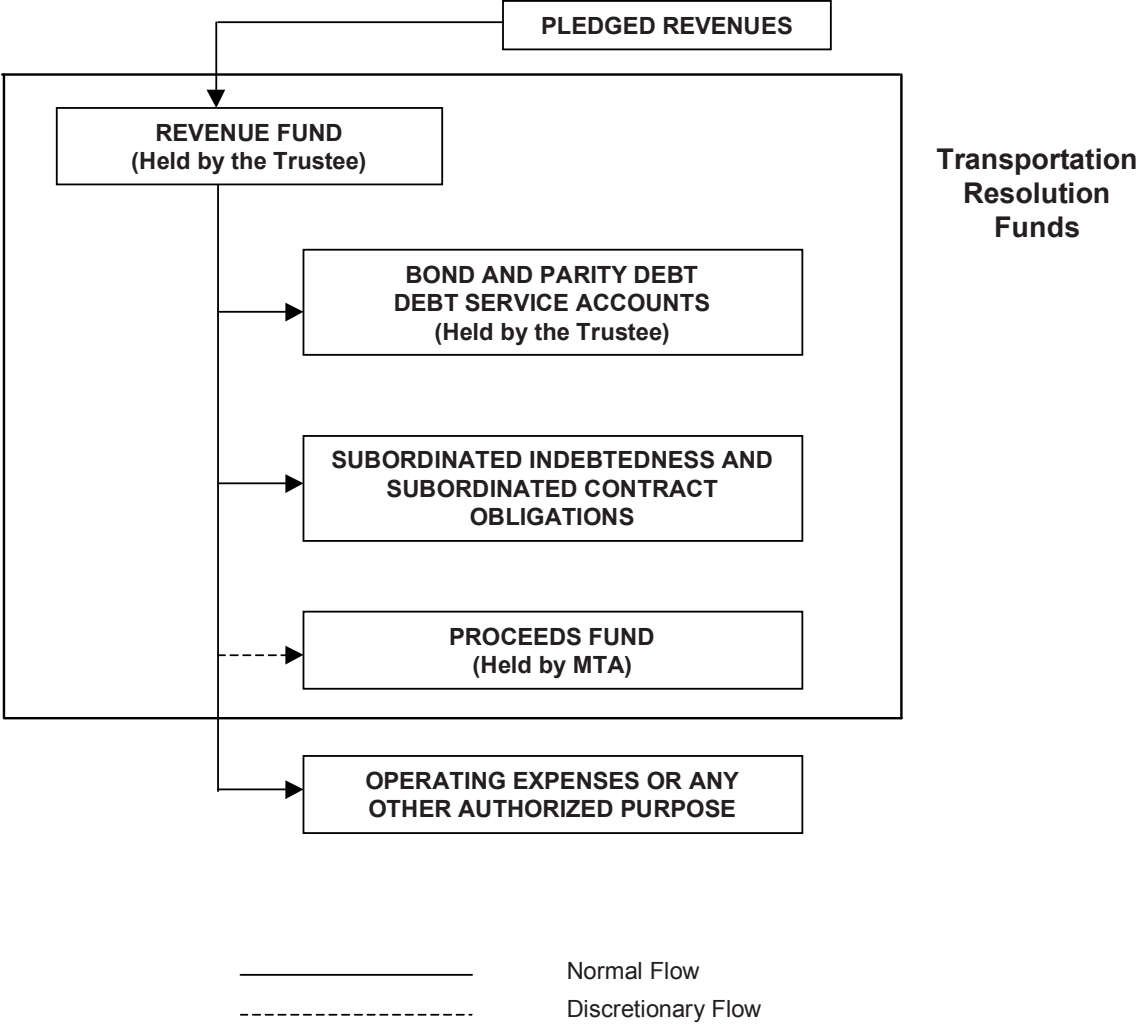 PLEDGED REVENUES
REVENUE FUND
(Held by the Trustee)
Transportation
Resolution
Funds
BOND AND PARITY DEBT
DEBT SERVICE ACCOUNTS
(Held by the Trustee)
SUBORDINATED INDEBTEDNESS AND
SUBORDINATED CONTRACT
OBLIGATIONS
PROCEEDS FUND
(Held by MTA)
OPERATING EXPENSES OR ANY
OTHER AUTHORIZED PURPOSE
Normal Flow
Discretionary Flow